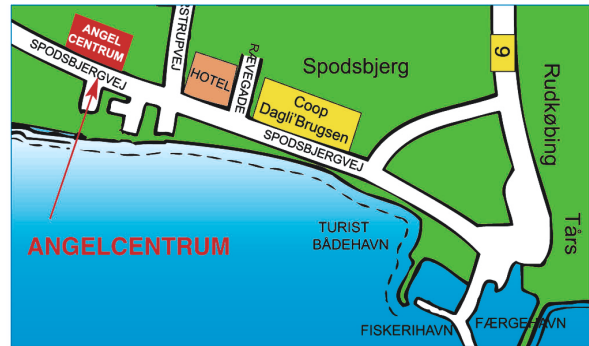 ANGEL
CENTRUM
SPODSBJERGVEJ
STRUPVEJ
HOTEL
RÆVEGADE
Spodsbjerg
Coop
Dagli'Brugsen
SPODSBJERGVEJ
9
Rudkøbing
Tårs
ANGELCENTRUM
TURIST
BÅDEHAVN
FISKERIHAVN
FÆRGEHAVN